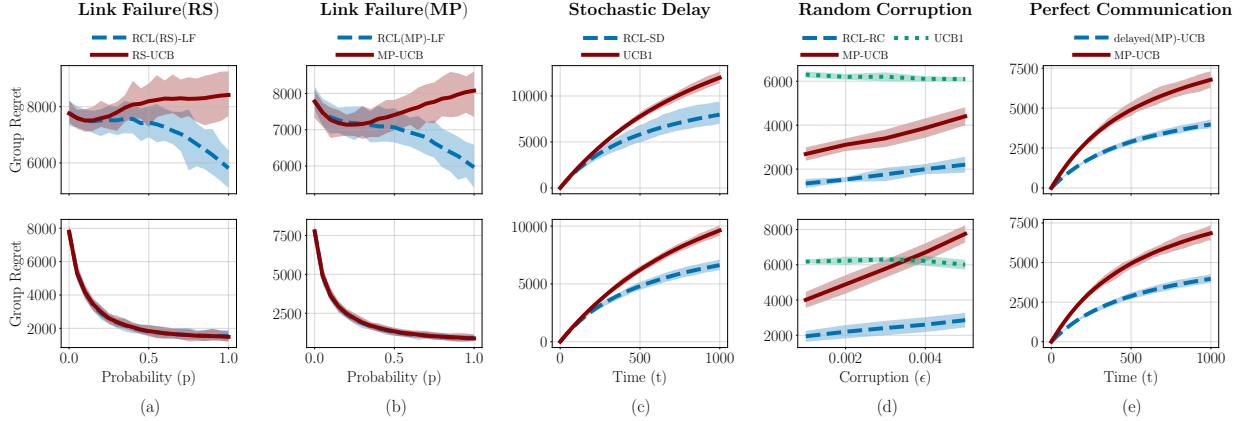 Link Failure(RS)
RCL(RS)-LF
RS-UCB
Group Regret
8000
6000
Group Regret
8000
6000
4000
2000
0.0
0.5
1.0
Probability (p)
(a)
Link Failure(MP)
RCL(MP)-LF
MP-UCB
8000
7000
6000
7500
5000
2500
0.0
0.5
1.0
Probability (p)
(b)
Stochastic Delay
RCL-SD
UCB1
10000
5000
0
10000
5000
0
0
500
1000
Time (t)
(c)
Random Corruption
RCL-RC
UCB1
MP-UCB
6000
4000
2000
8000
6000
4000
2000
0.002
0.004
Corruption (ϵ)
(d)
Perfect Communication
delayed(MP)-UCB
MP-UCB
7500
5000
2500
0
7500
5000
2500
0
0
500
1000
Time (t)
(e)